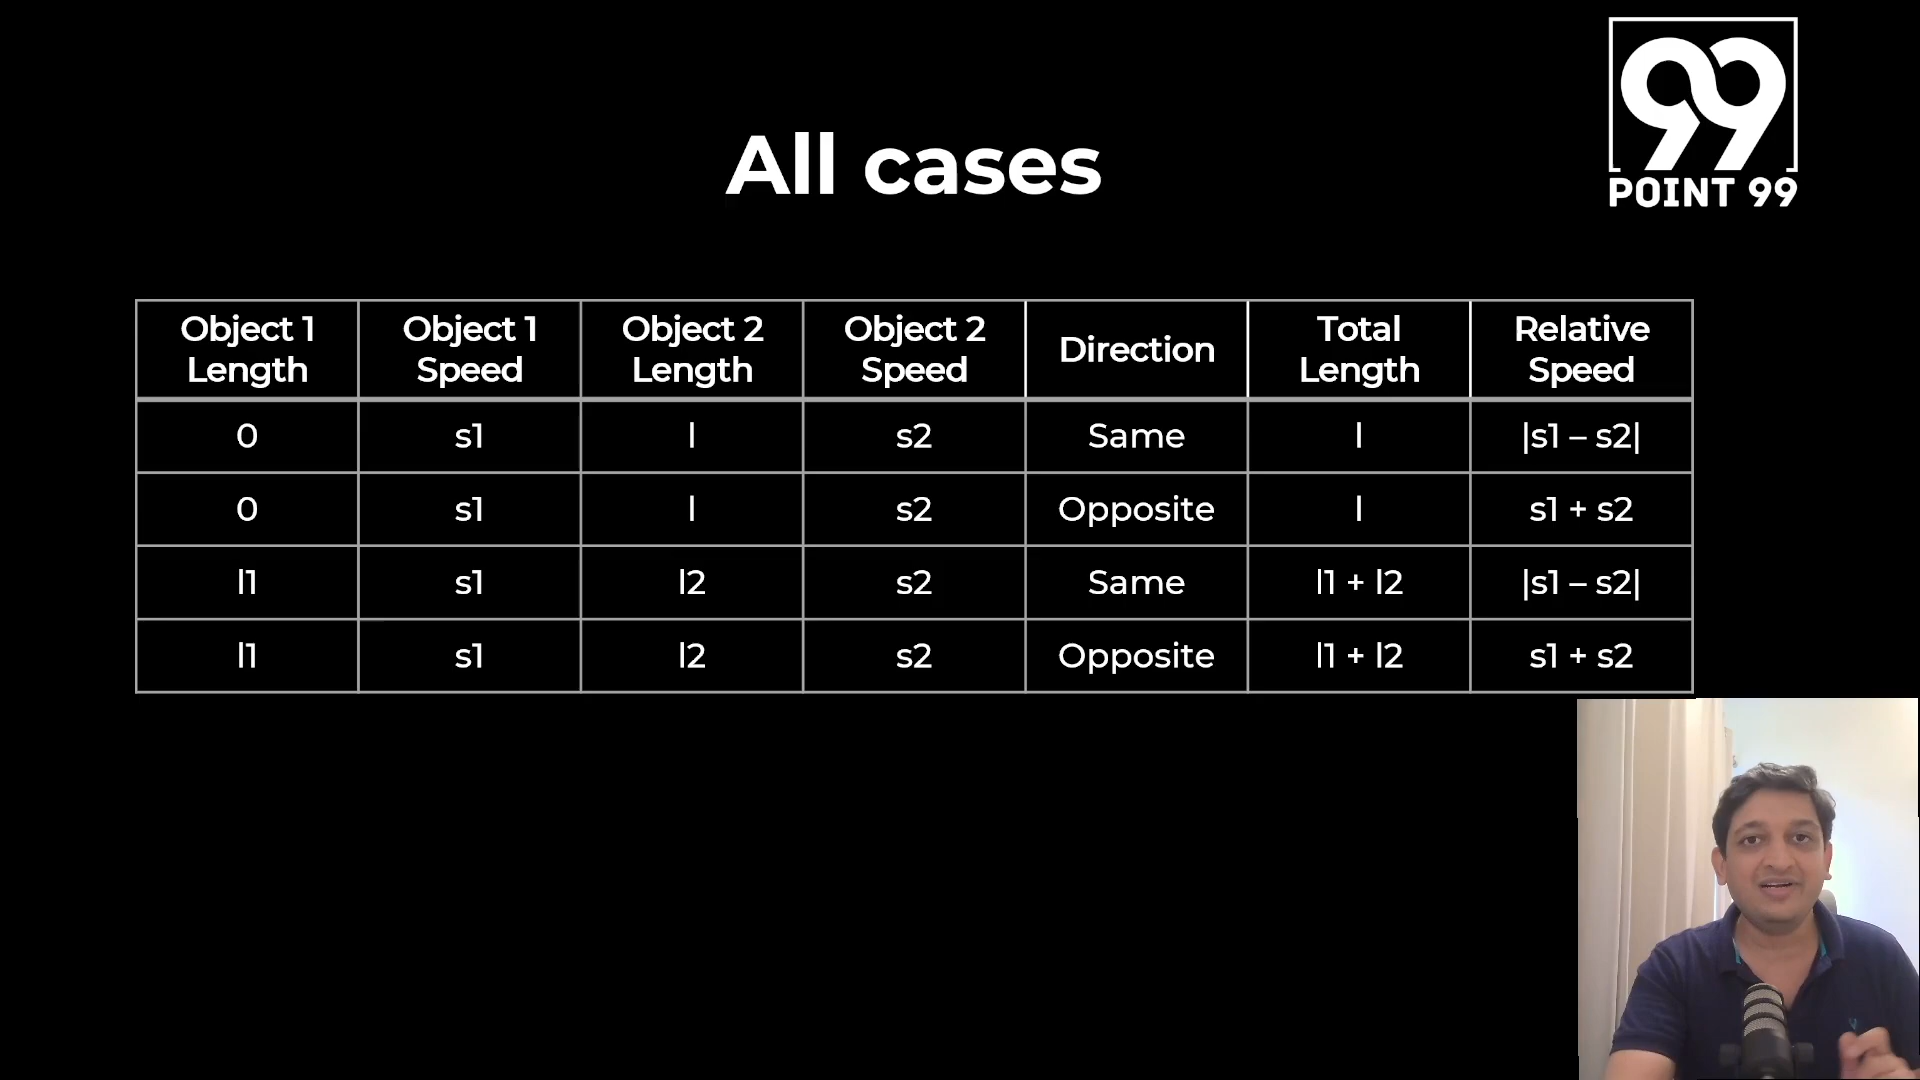 99
POINT 99
All cases
Object 1 Length Object 1 Speed Object 2 Length Object 2 Speed Direction Total Length Relative Speed
0 s1 l s2 Same l |s1 – s2|
0 s1 l s2 Opposite l s1 + s2
l1 s1 l2 s2 Same l1 + l2 |s1 – s2|
l1 s1 l2 s2 Opposite l1 + l2 s1 + s2